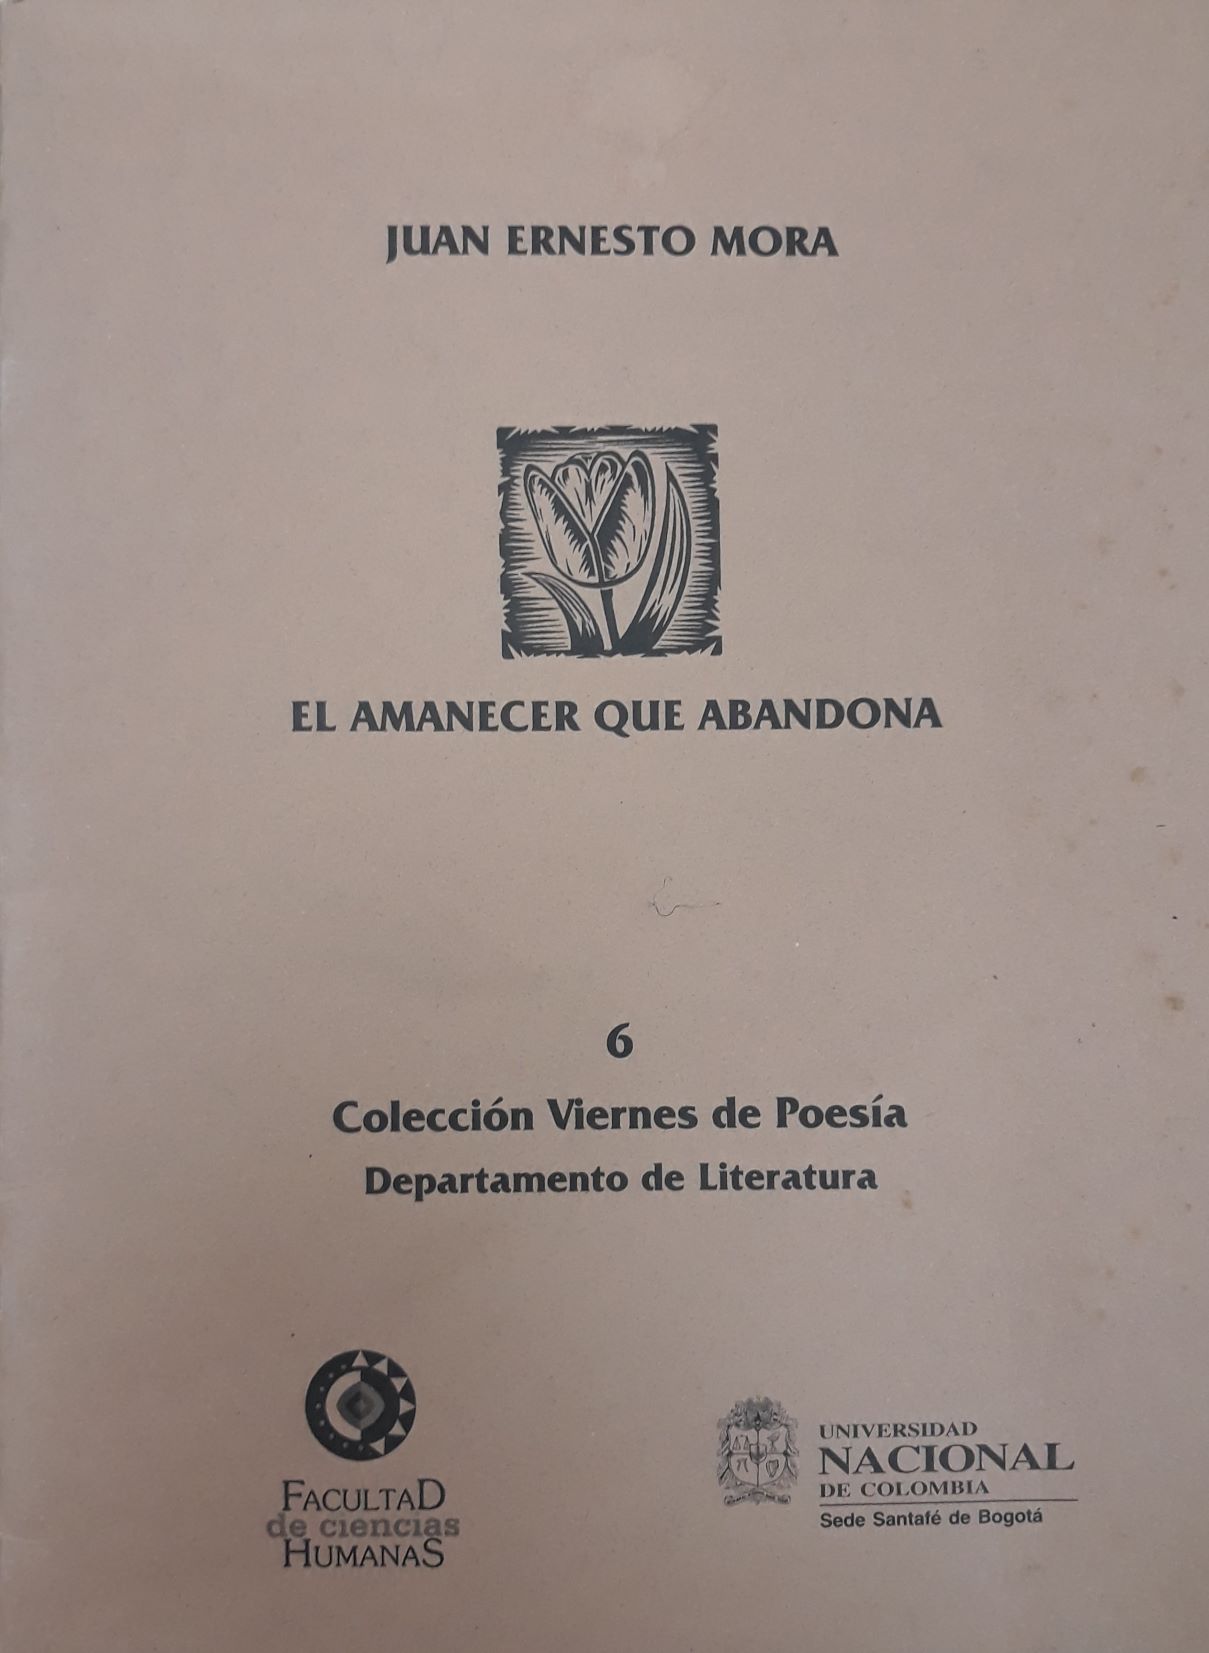 JUAN ERNESTO MORA
EL AMANECER QUE ABANDONA
6
Colección Viernes de Poesía
Departamento de Literatura
FACULTAD
de ciencias
HUMANAS
UNIVERSIDAD
NACIONAL
DE COLOMBIA
Sede Santafé de Bogotá